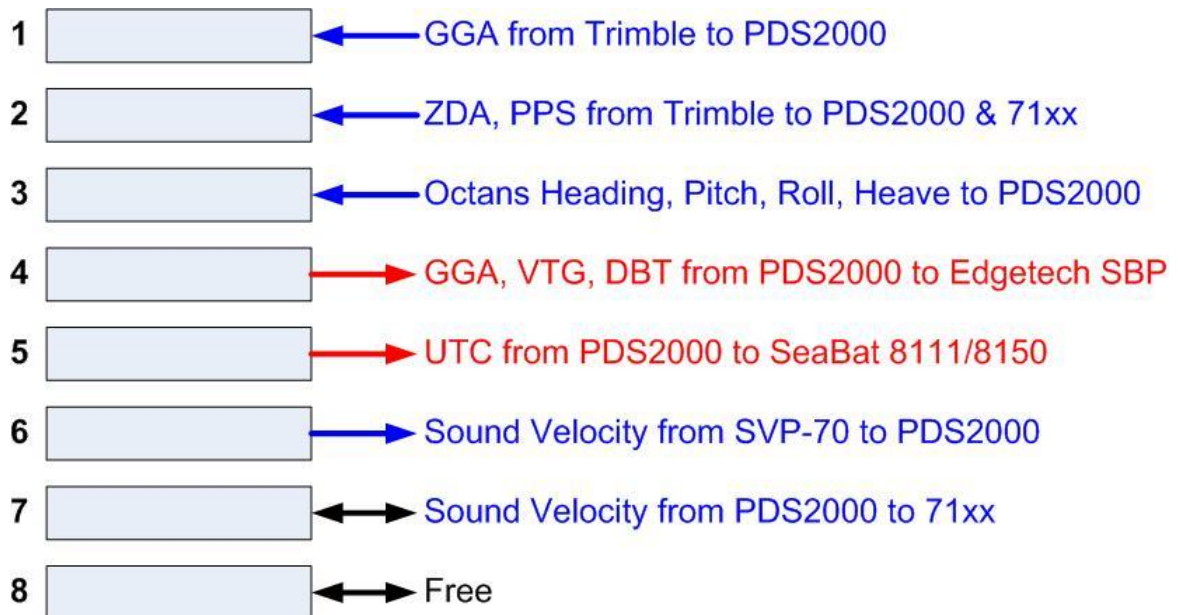 1 GGA from Trimble to PDS2000
2 ZDA, PPS from Trimble to PDS2000 & 71xx
3 Octans Heading, Pitch, Roll, Heave to PDS2000
4 GGA, VTG, DBT from PDS2000 to Edgetech SBP
5 UTC from PDS2000 to SeaBat 8111/8150
6 Sound Velocity from SVP-70 to PDS2000
7 Sound Velocity from PDS2000 to 71xx
8 Free